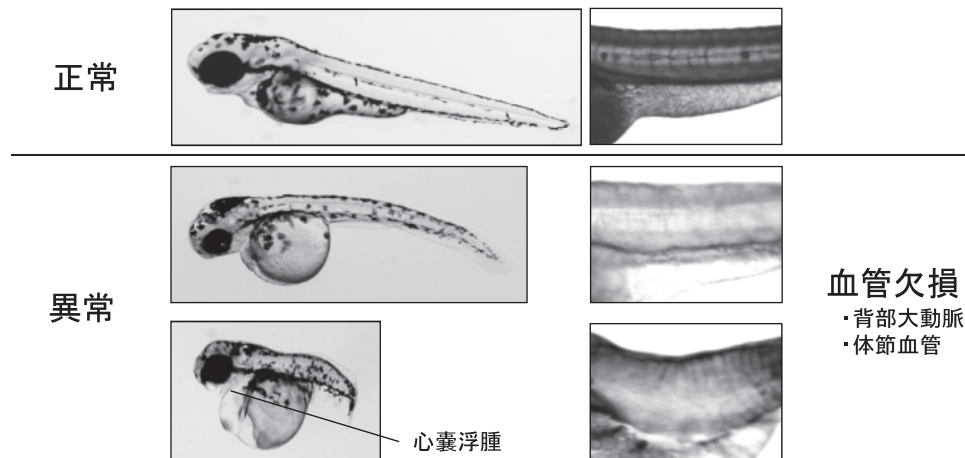 正常
異常
血管欠損
・背部大動脈
・体節血管
心嚢浮腫